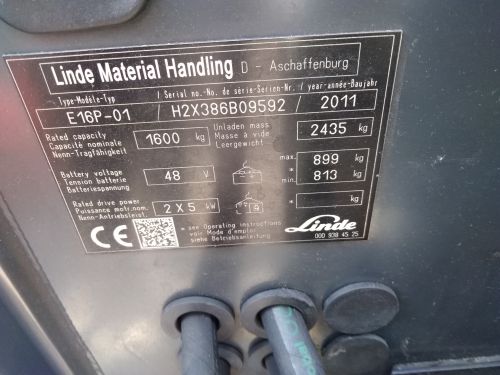 Linde Material Handling D - Aschaffenburg
Type-Modèle-Typ / Serial no.-No. de série-Serien-Nr. / year-année-Baujahr
E16P-01 / H2X386B09592 / 2011
Rated capacity
Capacité nominale
Nenn-Tragfähigkeit
1600 kg
Unladen mass
Masse à vide
Leergewicht
2435 kg
Battery voltage
Tension batterie
Batteriespannung
48 V
max. 899 kg
* *
min. 813 kg
Rated drive power
Puissance motr.nom.
Nenn-Antriebsleist.
2 X 5 kW
* kg
CE
* see Operating instructions
voir Mode d'emploi
siehe Betriebsanleitung
Linde
000 938 45 25